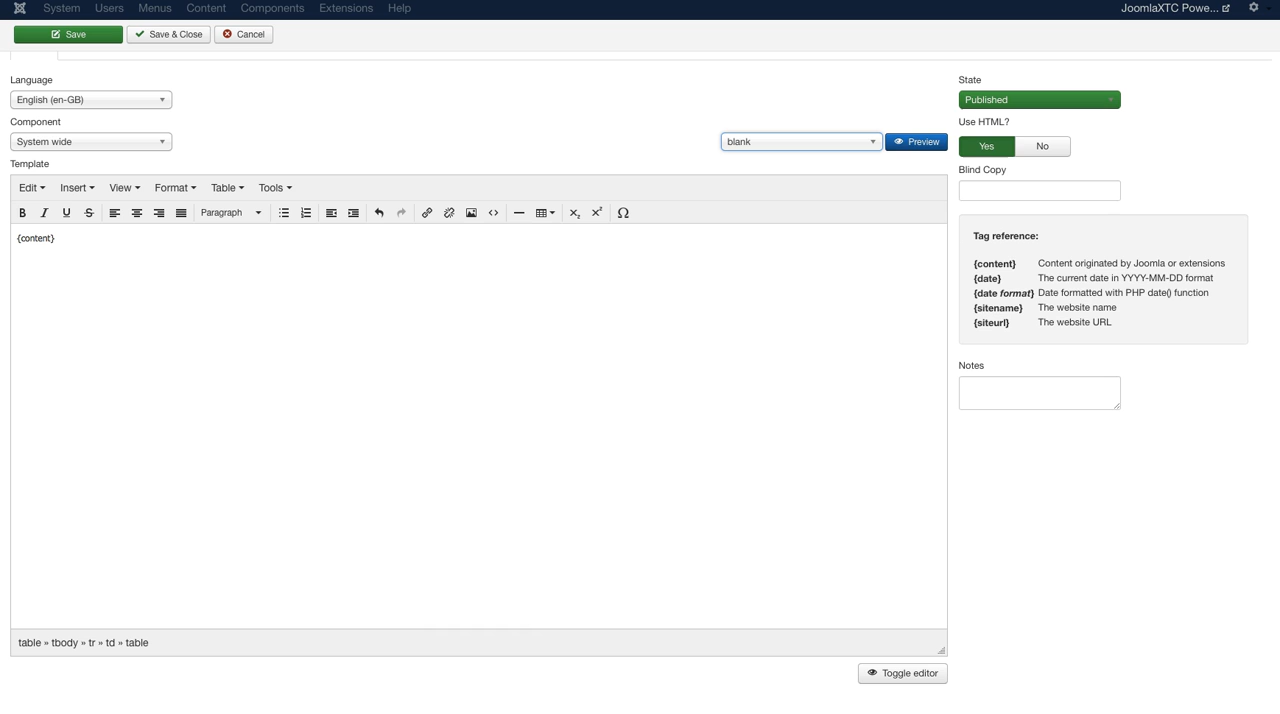 System Users Menus Content Components Extensions Help JoomlaXTC Powe...
Save Save & Close Cancel
Language
English (en-GB)
Component
System wide
blank Preview
Template
Edit Insert View Format Table Tools
B I U S Paragraph
{content}
table » tbody » tr » td » table
Toggle editor
State
Published
Use HTML?
Yes No
Blind Copy
Tag reference:
{content} Content originated by Joomla or extensions
{date} The current date in YYYY-MM-DD format
{date format} Date formatted with PHP date() function
{sitename} The website name
{siteurl} The website URL
Notes